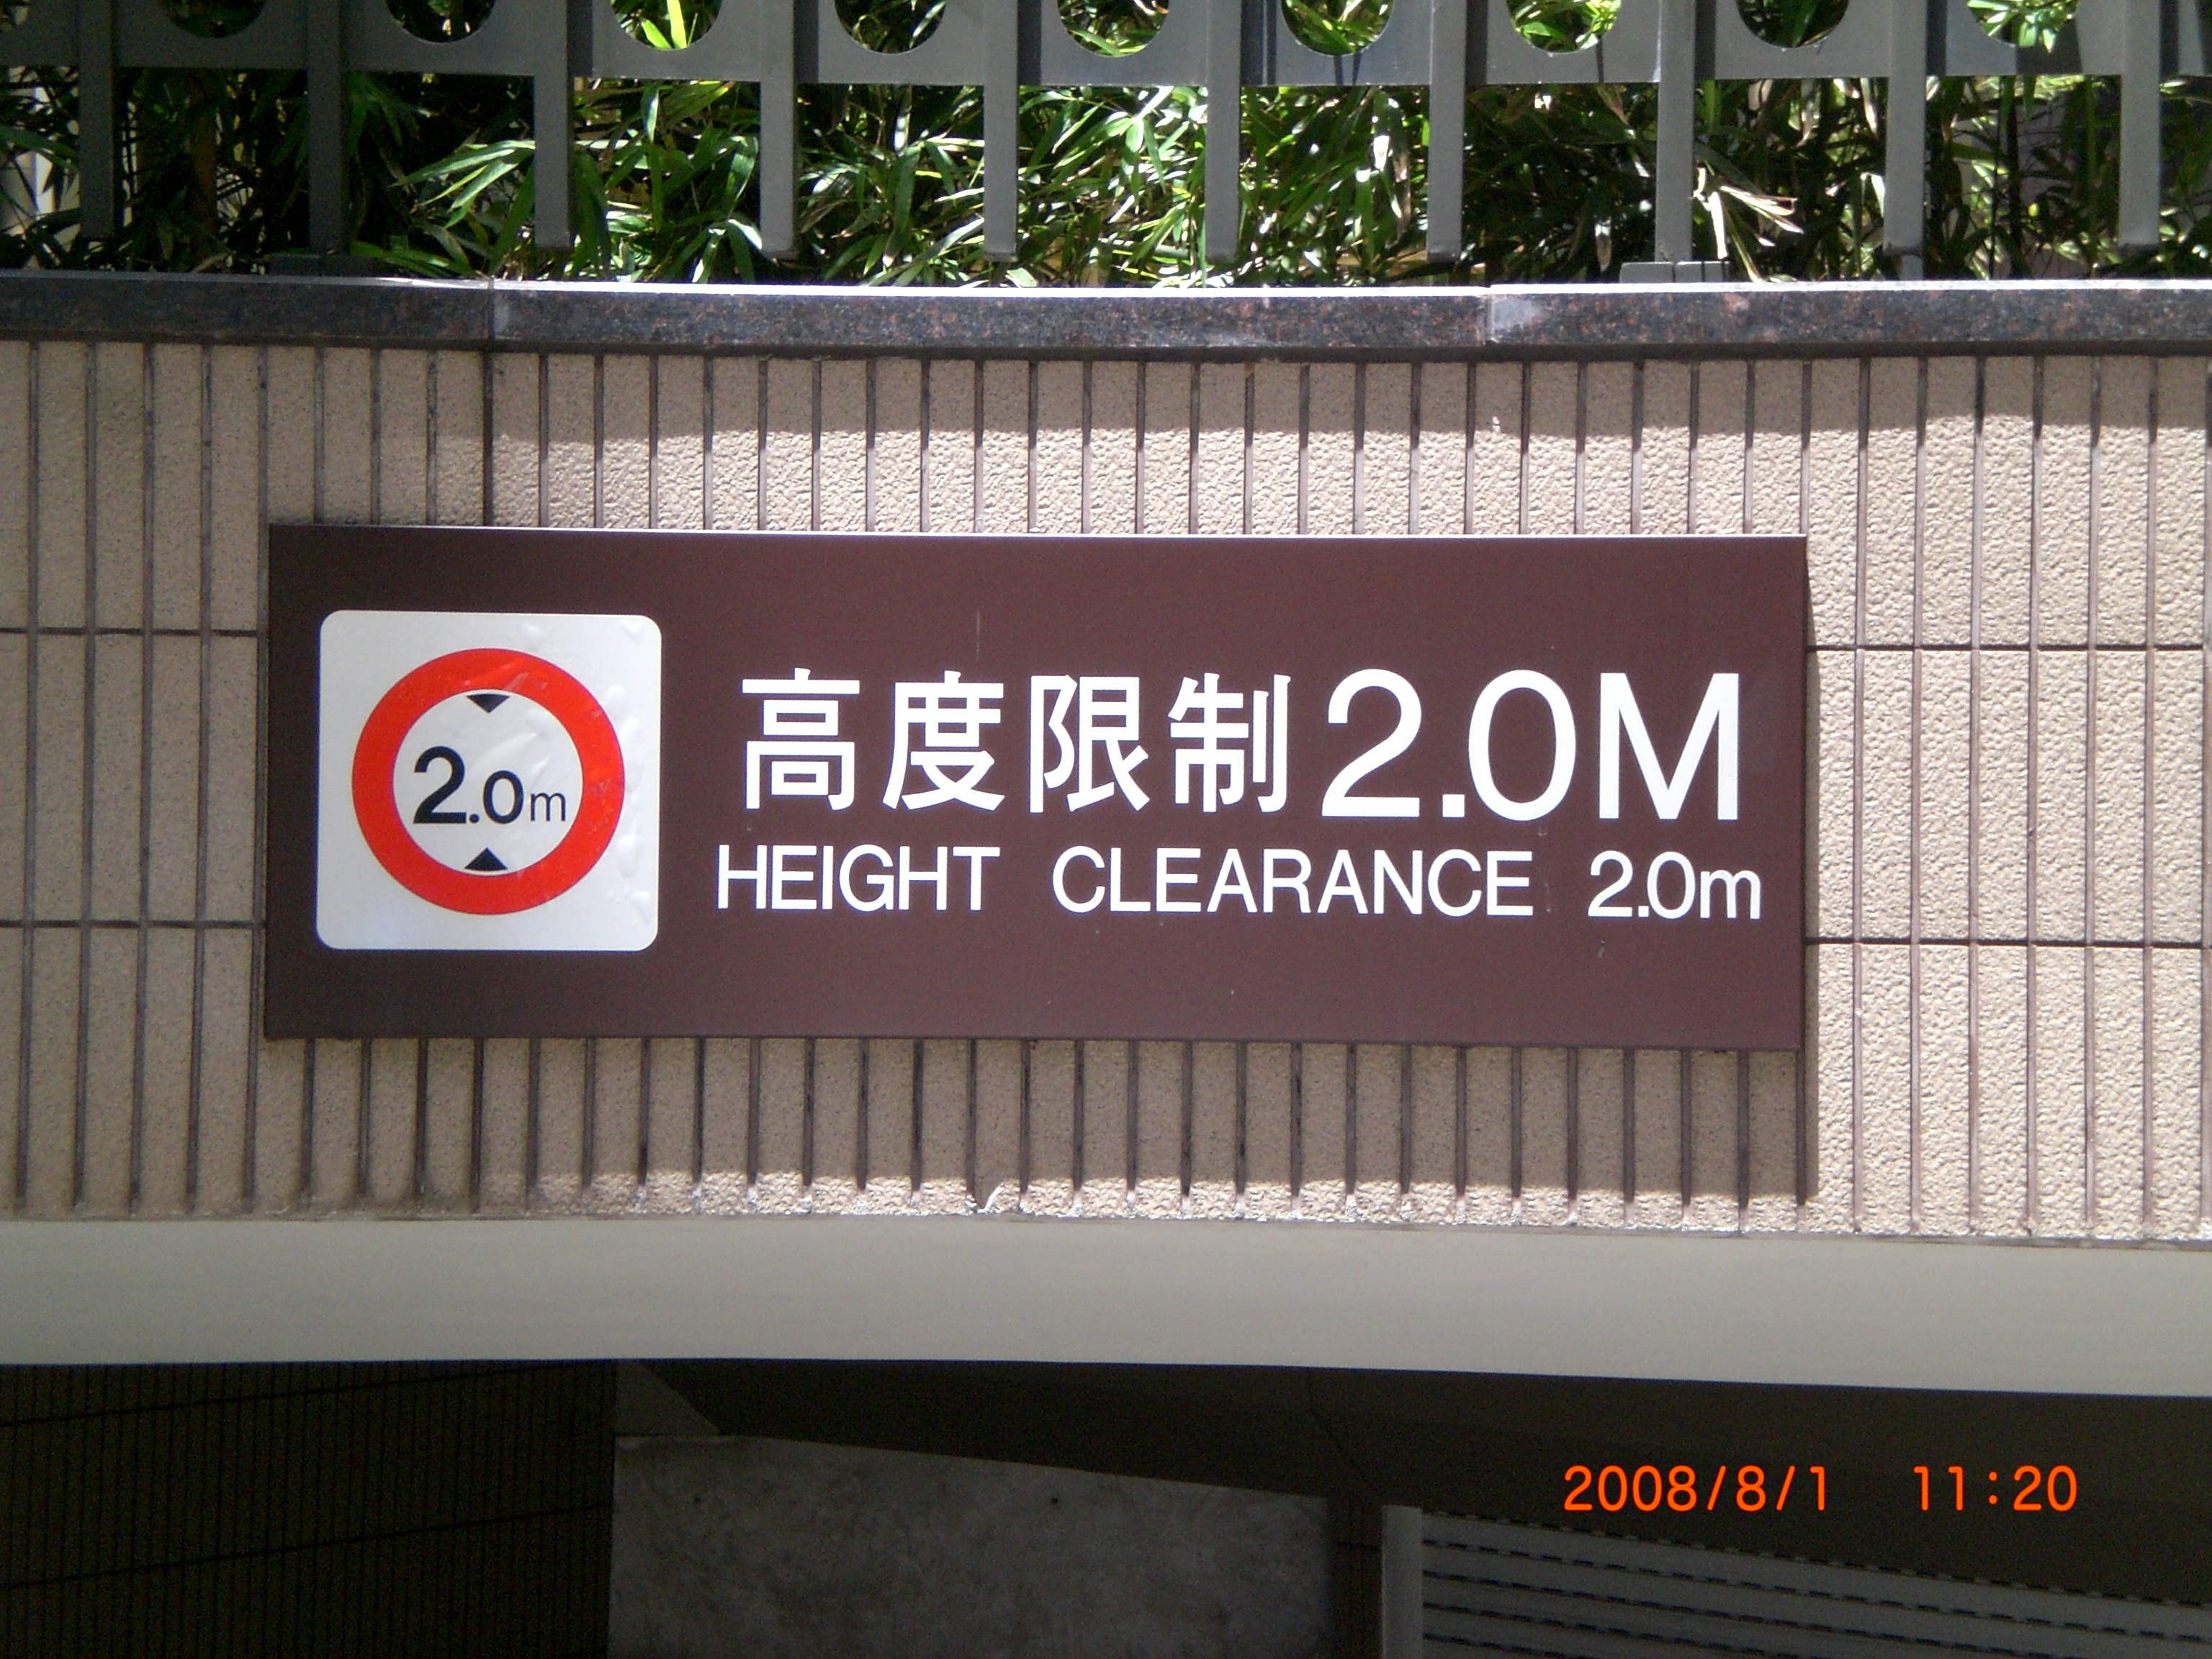 2.0m
高度限制2.0M
HEIGHT CLEARANCE 2.0m
2008/8/1 11:20